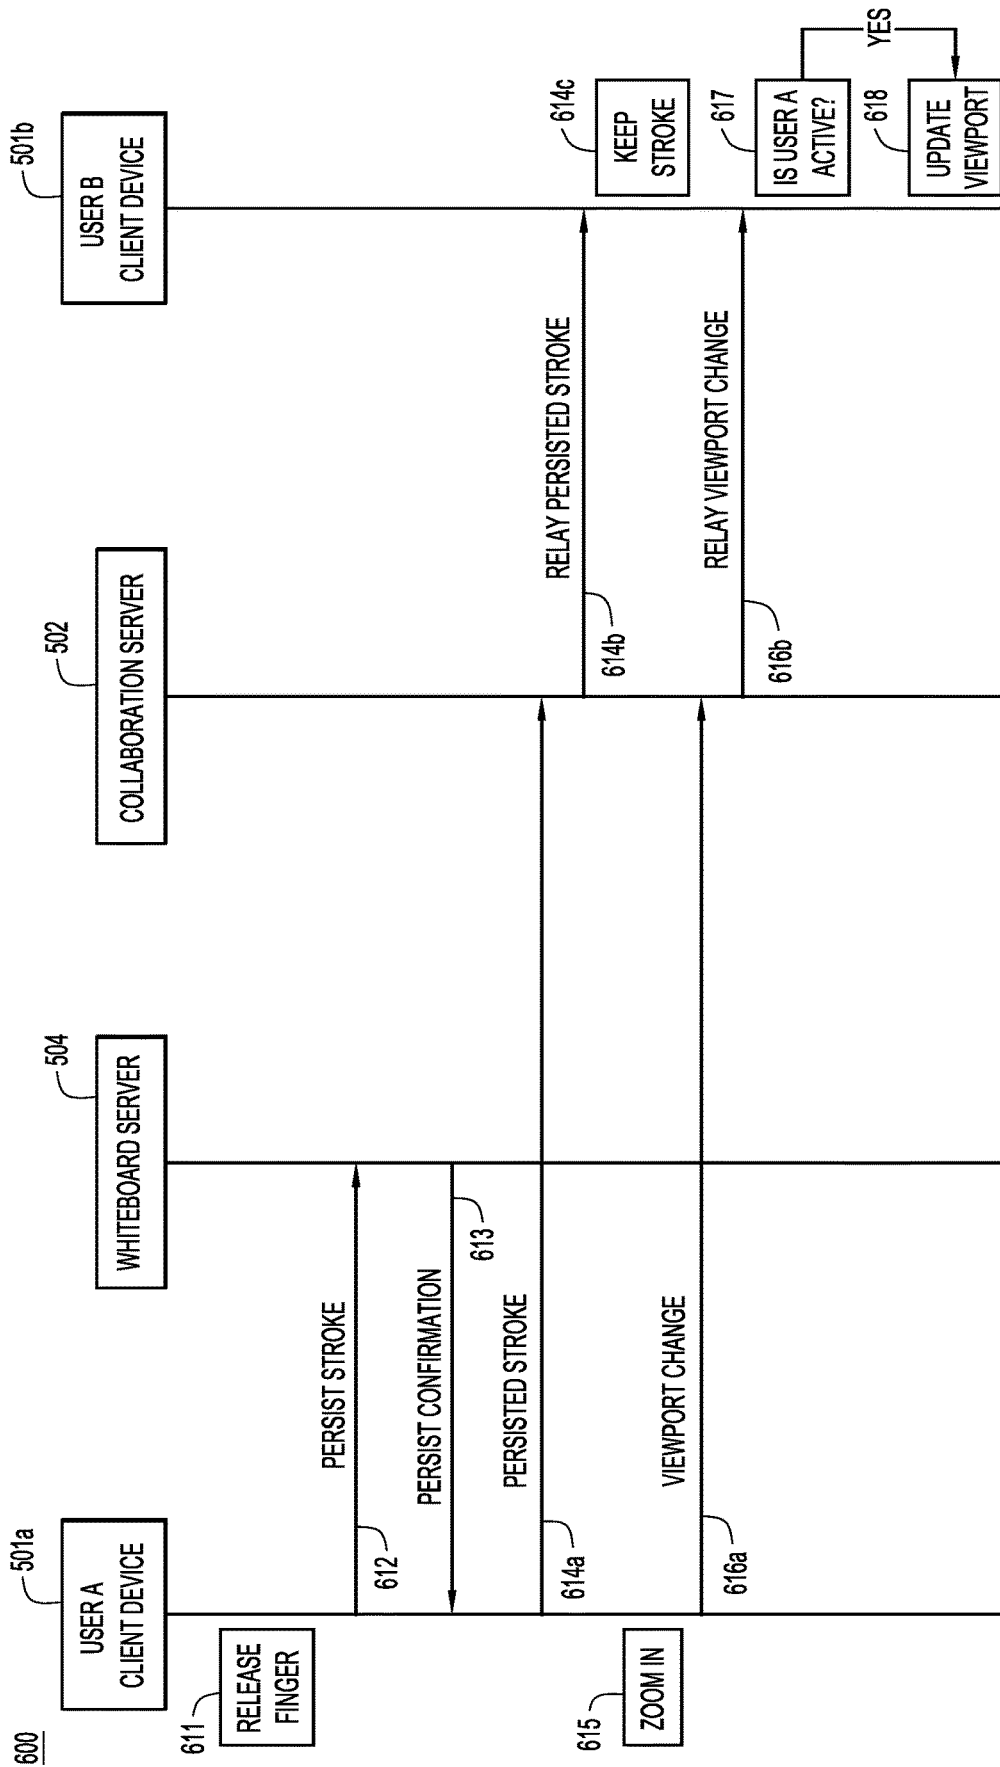 600
501a
USER A
CLIENT DEVICE
504
WHITEBOARD SERVER
502
COLLABORATION SERVER
501b
USER B
CLIENT DEVICE
611
RELEASE
FINGER
PERSIST STROKE
612
PERSIST CONFIRMATION
613
PERSISTED STROKE
614a
RELAY PERSISTED STROKE
614b
614c
KEEP
STROKE
615
ZOOM IN
VIEWPORT CHANGE
616a
RELAY VIEWPORT CHANGE
616b
617
IS USER A
ACTIVE?
YES
618
UPDATE
VIEWPORT